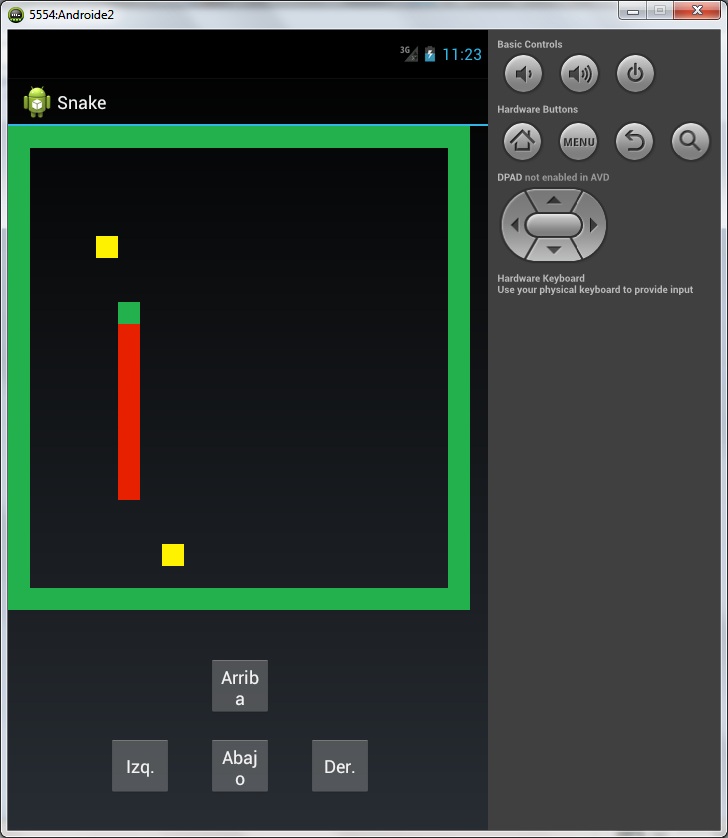 5554:Androide2
3G 11:23
Snake
Arrib
a
Izq.
Abaj
o
Der.
Basic Controls
Hardware Buttons
MENU
DPAD not enabled in AVD
Hardware Keyboard
Use your physical keyboard to provide input